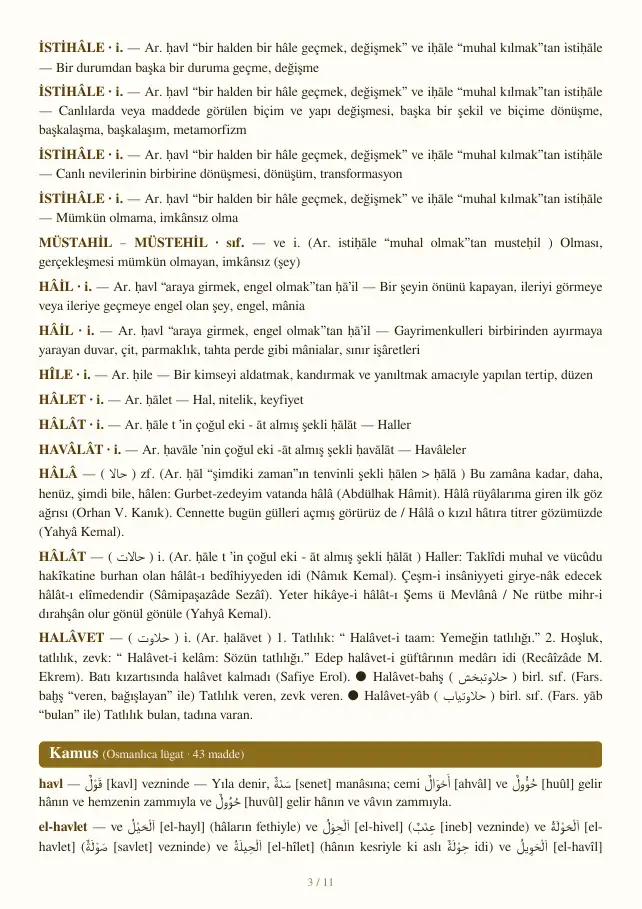 İSTİHÂLE · i. — Ar. ḥavl “bir halden bir hâle geçmek, değişmek” ve iḥāle “muhal kılmak”tan istiḥāle
— Bir durumdan başka bir duruma geçme, değişme
İSTİHÂLE · i. — Ar. ḥavl “bir halden bir hâle geçmek, değişmek” ve iḥāle “muhal kılmak”tan istiḥāle
— Canlılarda veya maddede görülen biçim ve yapı değişmesi, başka bir şekil ve biçime dönüşme,
başkalaşma, başkalaşım, metamorfizm
İSTİHÂLE · i. — Ar. ḥavl “bir halden bir hâle geçmek, değişmek” ve iḥāle “muhal kılmak”tan istiḥāle
— Canlı nevilerinin birbirine dönüşmesi, dönüşüm, transformasyon
İSTİHÂLE · i. — Ar. ḥavl “bir halden bir hâle geçmek, değişmek” ve iḥāle “muhal kılmak”tan istiḥāle
— Mümkün olmama, imkânsız olma
MÜSTAHİL – MÜSTEHİL · sıf. — ve i. (Ar. istiḥāle “muhal olmak”tan musteḥіl ) Olması,
gerçekleşmesi mümkün olmayan, imkânsız (şey)
HÂİL · i. — Ar. ḥavl “araya girmek, engel olmak”tan ḥā’il — Bir şeyin önünü kapayan, ileriyi görmeye
veya ileriye geçmeye engel olan şey, engel, mânia
HÂİL · i. — Ar. ḥavl “araya girmek, engel olmak”tan ḥā’il — Gayrimenkulleri birbirinden ayırmaya
yarayan duvar, çit, parmaklık, tahta perde gibi mânialar, sınır işâretleri
HÎLE · i. — Ar. ḥile — Bir kimseyi aldatmak, kandırmak ve yanıltmak amacıyle yapılan tertip, düzen
HÂLET · i. — Ar. ḥālet — Hal, nitelik, keyfiyet
HÂLÂT · i. — Ar. ḥāle t ’in çoğul eki - āt almış şekli ḥālāt — Haller
HAVÂLÂT · i. — Ar. ḥavāle ’nin çoğul eki -āt almış şekli ḥavālāt — Havâleler
HÂLÂ — ( حالا ) zf. (Ar. ḥāl “şimdiki zaman”ın tenvinli şekli ḥālen > ḥālā ) Bu zamâna kadar, daha,
henüz, şimdi bile, hâlen: Gurbet-zedeyim vatanda hâlâ (Abdülhak Hâmit). Hâlâ rüyâlarıma giren ilk göz
ağrısı (Orhan V. Kanık). Cennette bugün gülleri açmış görürüz de / Hâlâ o kızıl hâtıra titrer gözümüzde
(Yahyâ Kemal).
HÂLÂT — ( حالات ) i. (Ar. ḥāle t ’in çoğul eki - āt almış şekli ḥālāt ) Haller: Taklîdi muhal ve vücûdu
hakîkatine burhan olan hâlât-ı bedîhiyyeden idi (Nâmık Kemal). Çeşm-i insâniyyeti girye-nâk edecek
hâlât-ı elîmedendir (Sâmipaşazâde Sezâî). Yeter hikâye-i hâlât-ı Şems ü Mevlânâ / Ne rütbe mihr-i
dırahşân olur gönül gönüle (Yahyâ Kemal).
HALÂVET — ( حلاوت ) i. (Ar. ḥalāvet ) 1. Tatlılık: “ Halâvet-i taam: Yemeğin tatlılığı.” 2. Hoşluk,
tatlılık, zevk: “ Halâvet-i kelâm: Sözün tatlılığı.” Edep halâvet-i güftârının medârı idi (Recâîzâde M.
Ekrem). Batı kızartısında halâvet kalmadı (Safiye Erol). ● Halâvet-bahş ( حلاوتبخش ) birl. sıf. (Fars.
baḫş “veren, bağışlayan” ile) Tatlılık veren, zevk veren. ● Halâvet-yâb ( حلاوتياب ) birl. sıf. (Fars. yāb
“bulan” ile) Tatlılık bulan, tadına varan.
Kamus (Osmanlıca lügat · 43 madde)
havl — قَوْلٌ [kavl] vezninde — Yıla denir, سَنَةٌ [senet] manâsına; cemi أَحْوَالٌ [ahvâl] ve حُؤُولٌ [huûl] gelir
hânın ve hemzenin zammıyla ve حُوُولٌ [huvûl] gelir hânın ve vâvın zammıyla.
el-havlet — ve اَلْحَيْلُ [el-hayl] (hâların fethiyle) ve اَلْحِوَلُ [el-hivel] (عِنَبٌ [ineb] vezninde) ve اَلْحَوْلَةُ [el-
havlet] (صَوْلَةٌ [savlet] vezninde) ve اَلْحِيلَةُ [el-hîlet] (hânın kesriyle ki aslı حِوْلَةٌ idi) ve اَلْحَوِيلُ [el-havîl]
3 / 11